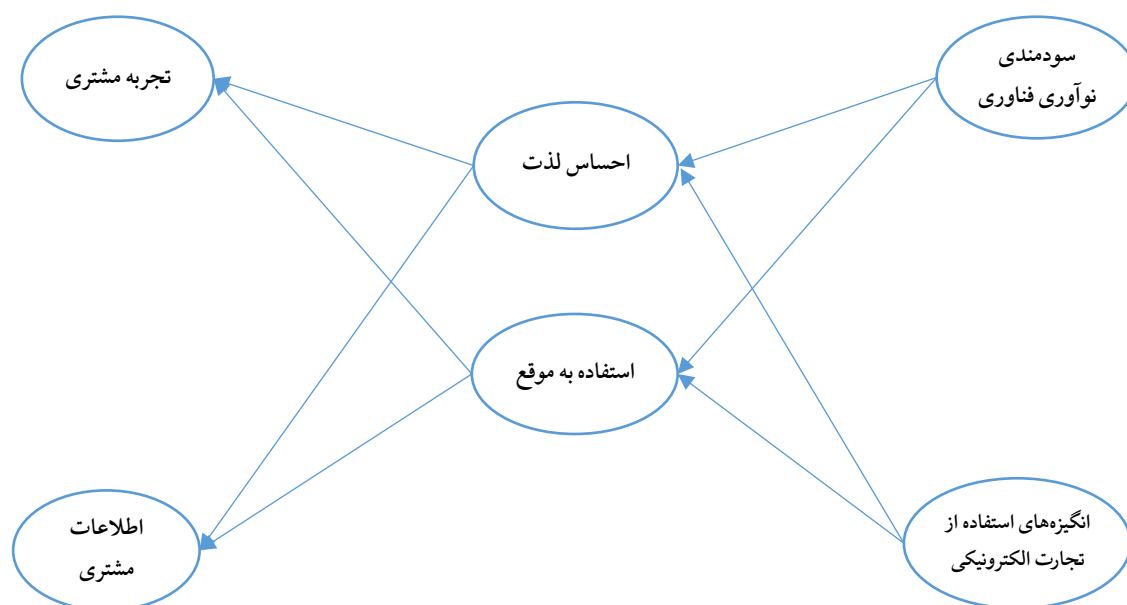 سودمندی
نوآوری فناوری
تجربه مشتری
احساس لذت
استفاده به موقع
انگیزه‌های استفاده از
تجارت الکترونیکی
اطلاعات
مشتری